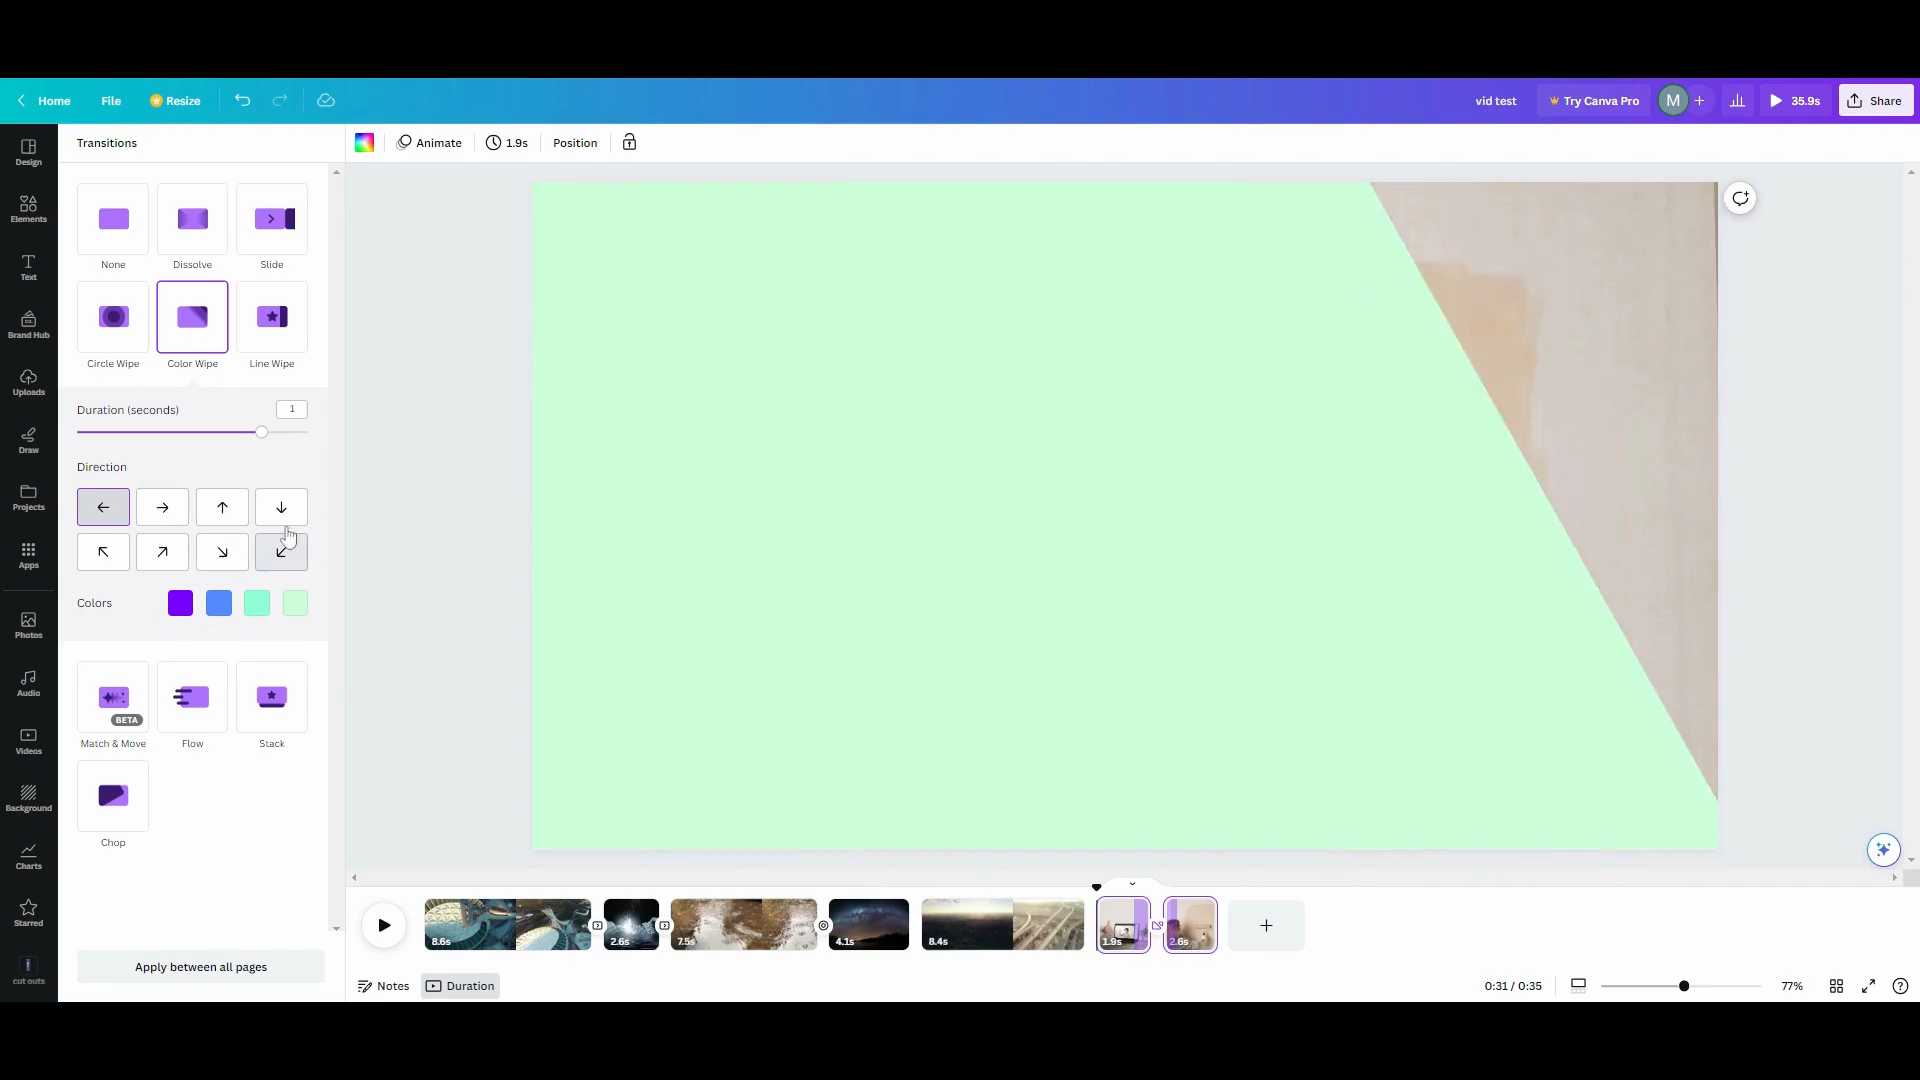 Home File Resize vid test Try Canva Pro M + 35.9s Share
Transitions Animate 1.9s Position
Design
Elements
Text
Brand Hub
CO.
Uploads
Draw
Projects
Apps
Photos
Audio
Videos
Background
Charts
Starred
cut outs
None Dissolve Slide
Circle Wipe Color Wipe Line Wipe
Duration (seconds) 1
Direction
Colors
BETA
Match & Move Flow Stack
Chop
Apply between all pages
8.6s 2.6s 7.5s 4.1s 8.4s 1.9s 2.6s
Notes Duration 0:31 / 0:35 77%